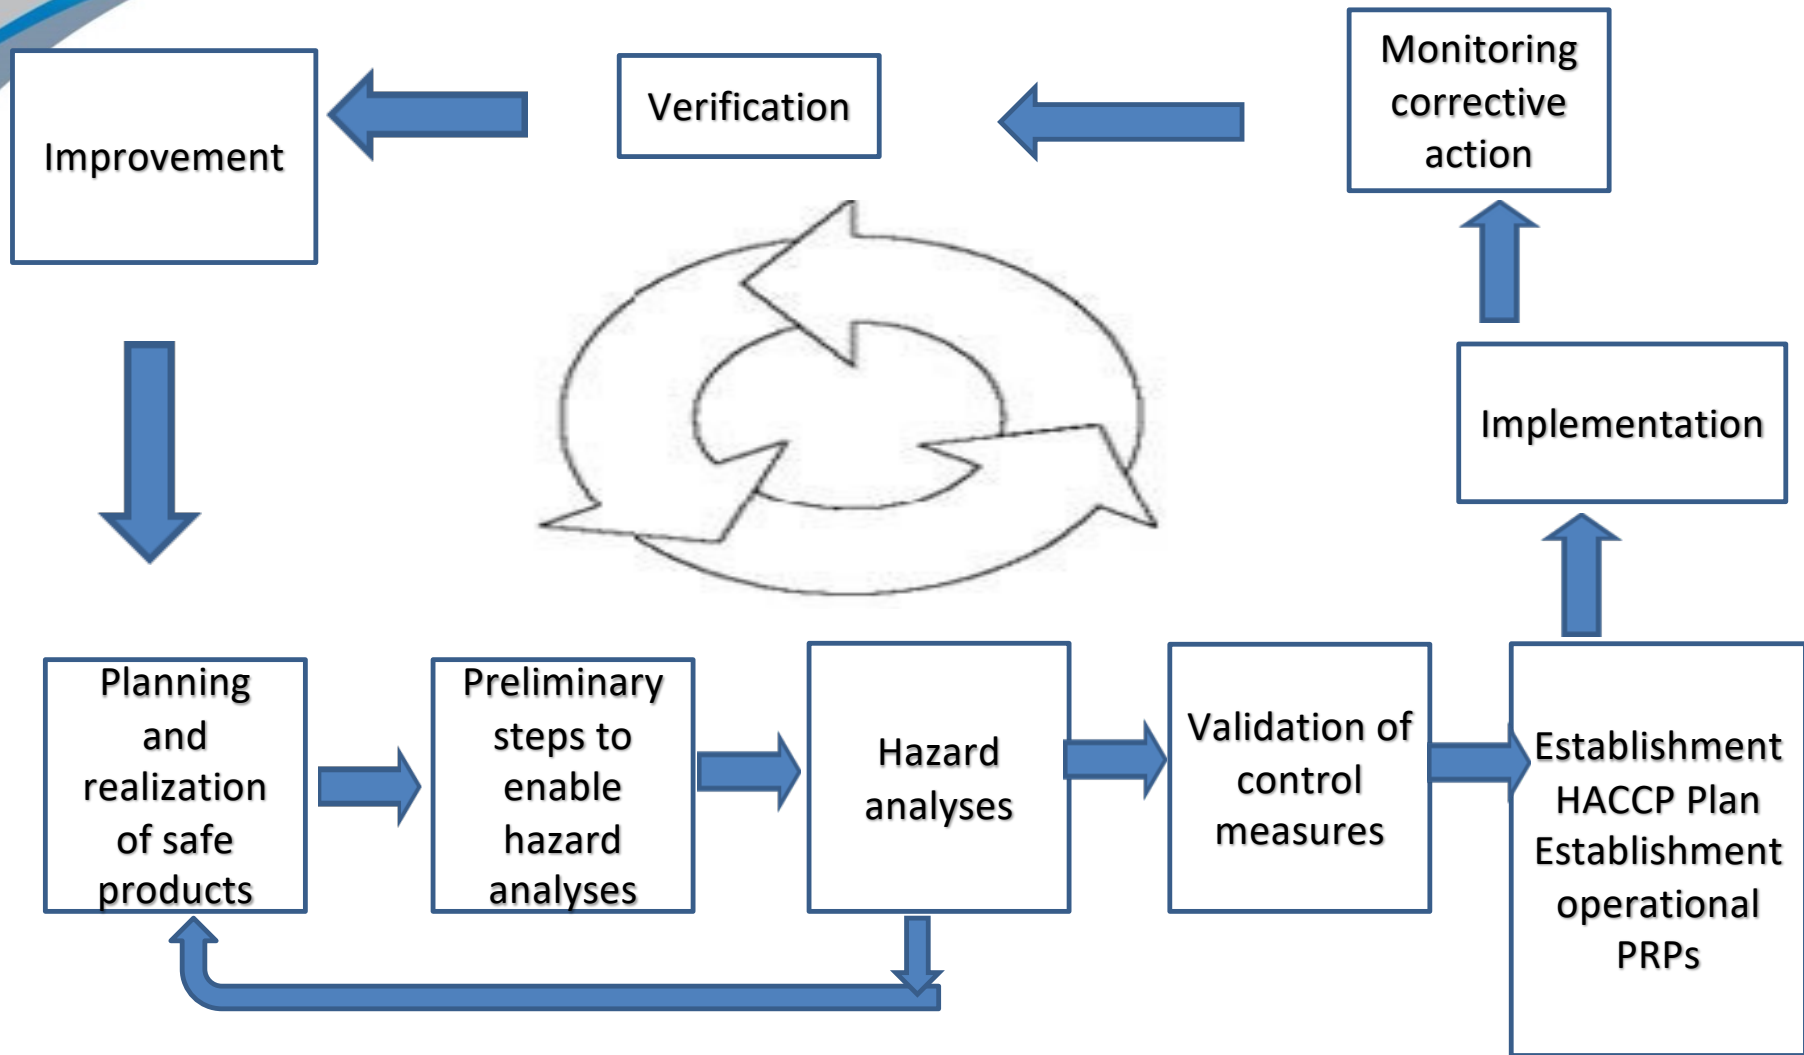 Improvement
Verification
Monitoring
corrective
action
Implementation
Planning
and
realization
of safe
products
Preliminary
steps to
enable
hazard
analyses
Hazard
analyses
Validation of
control
measures
Establishment
HACCP Plan
Establishment
operational
PRPs